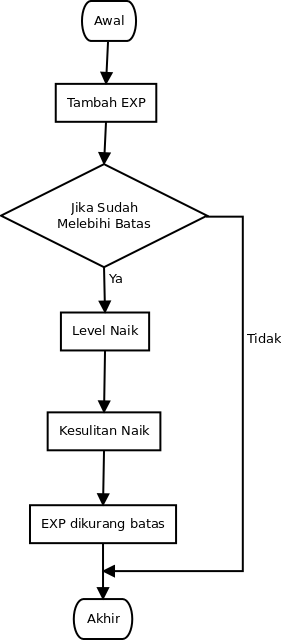 Awal
Tambah EXP
Jika Sudah
Melebihi Batas
Ya
Level Naik
Tidak
Kesulitan Naik
EXP dikurang batas
Akhir